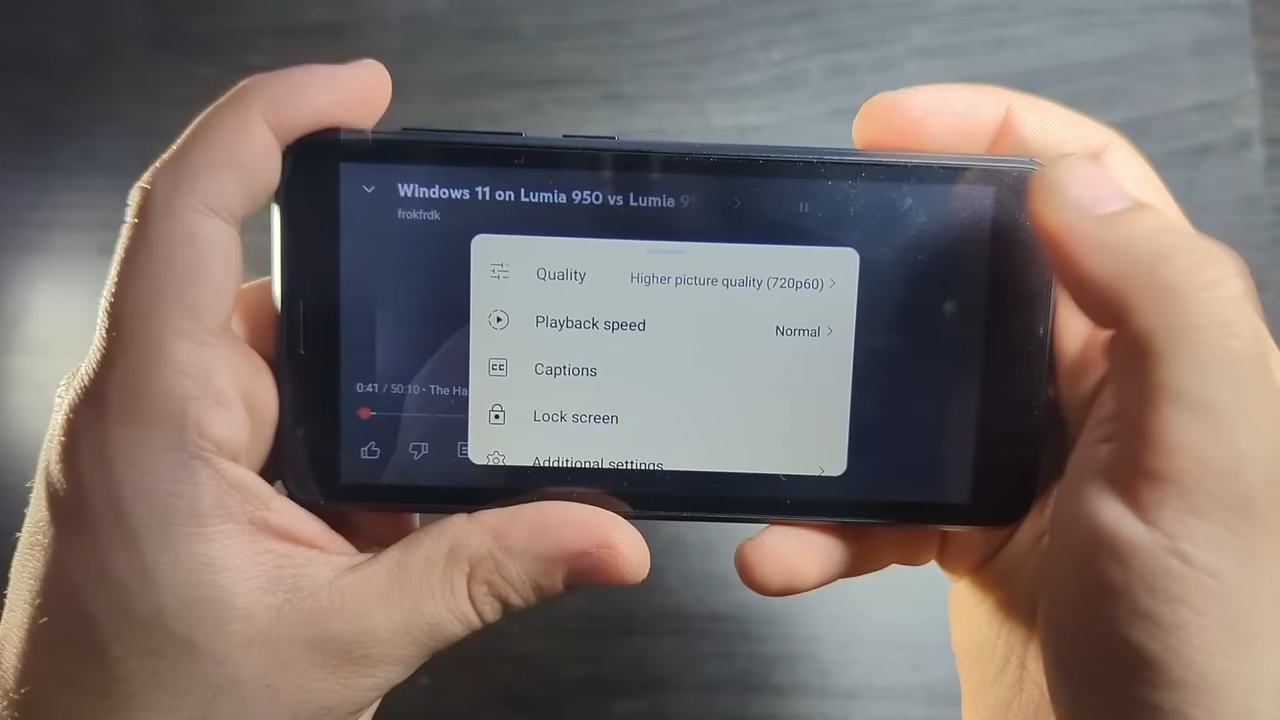 Windows 11 on Lumia 950 vs Lumia 9
frokfrdk
Quality Higher picture quality (720p60)
Playback speed Normal
CC Captions
Lock screen
Additional settings
0:41 / 50:10 • The Ha